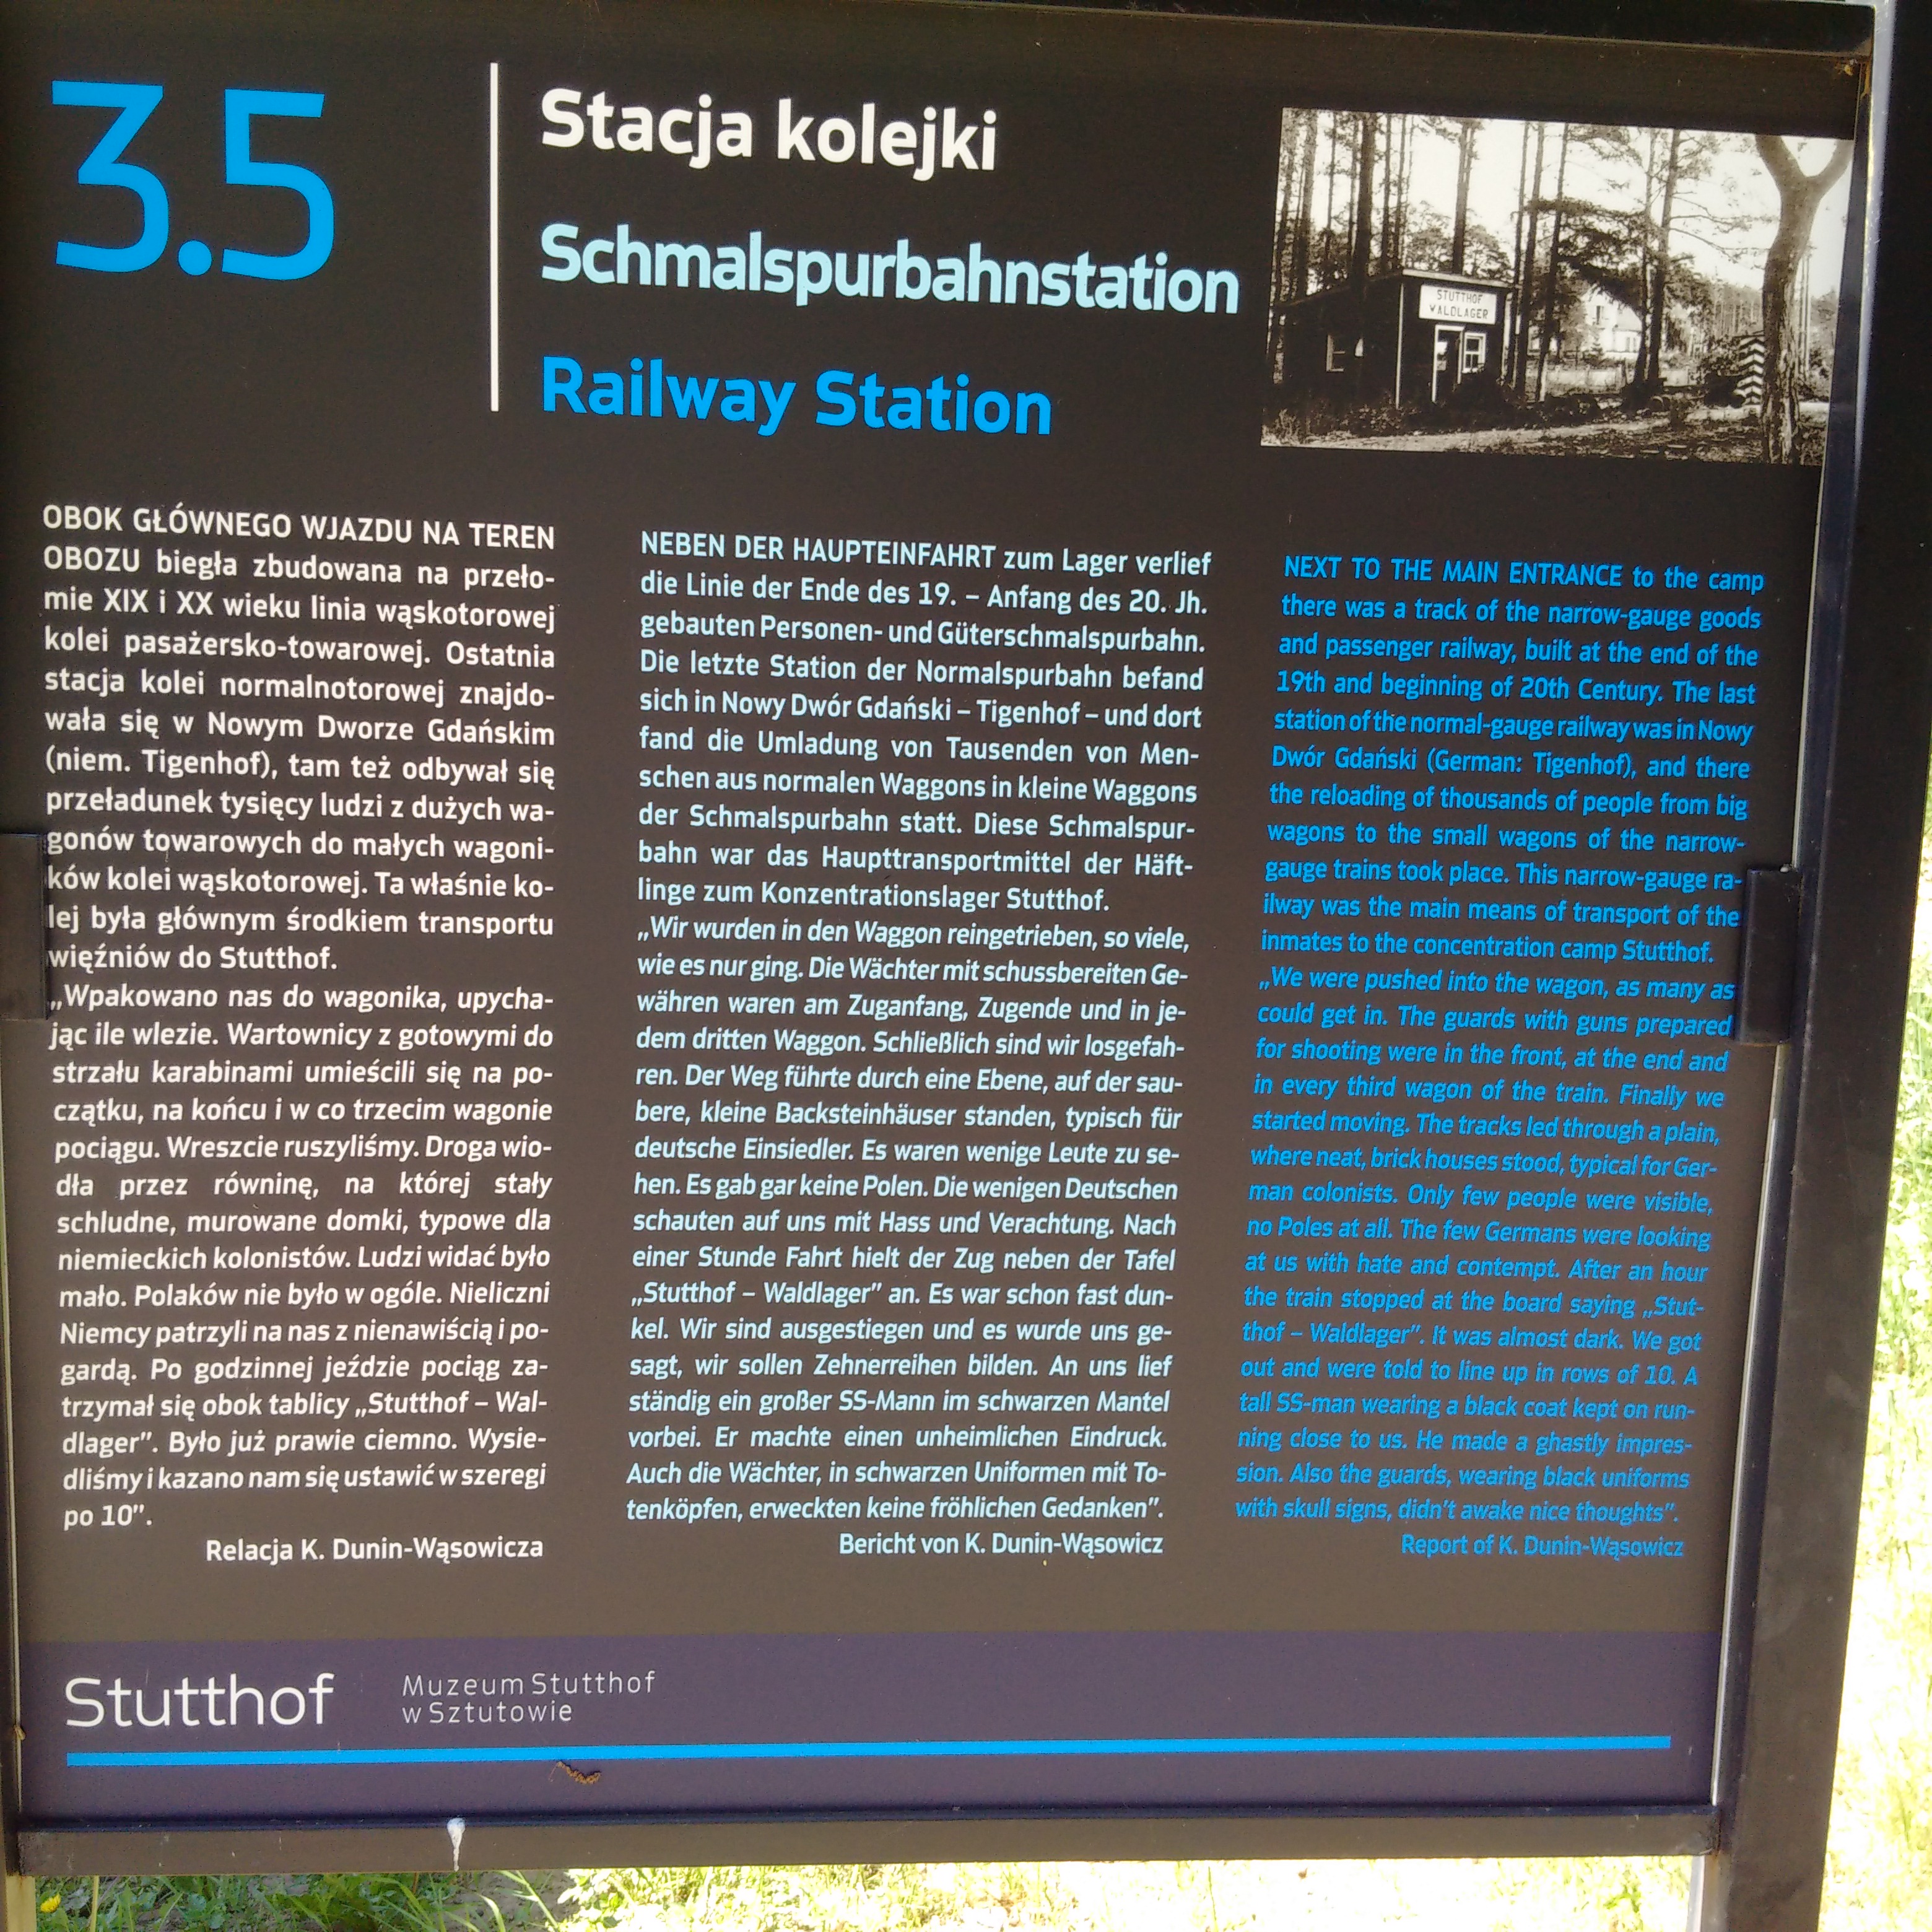 3.5
Stacja kolejki
Schmalspurbahnstation
Railway Station
STUTTHOF
WALDLAGER
OBOK GŁÓWNEGO WJAZDU NA TEREN
OBOZU biegła zbudowana na przeło-
mie XIX i XX wieku linia wąskotorowej
kolei pasażersko-towarowej. Ostatnia
stacja kolei normalnotorowej znajdo-
wała się w Nowym Dworze Gdańskim
(niem. Tigenhof), tam też odbywał się
przeładunek tysięcy ludzi z dużych wa-
gonów towarowych do małych wagoni-
ków kolei wąskotorowej. Ta właśnie ko-
lej była głównym środkiem transportu
więźniów do Stutthof.
„Wpakowano nas do wagonika, upycha-
jąc ile wlezie. Wartownicy z gotowymi do
strzału karabinami umieścili się na po-
czątku, na końcu i w co trzecim wagonie
pociągu. Wreszcie ruszyliśmy. Droga wio-
dła przez równinę, na której stały
schludne, murowane domki, typowe dla
niemieckich kolonistów. Ludzi widać było
mało. Polaków nie było w ogóle. Nieliczni
Niemcy patrzyli na nas z nienawiścią i po-
gardą. Po godzinnej jeździe pociąg za-
trzymał się obok tablicy „Stutthof – Wal-
dlager”. Było już prawie ciemno. Wysie-
dliśmy i kazano nam się ustawić w szeregi
po 10”.
Relacja K. Dunin-Wąsowicza
NEBEN DER HAUPTEINFAHRT zum Lager verlief
die Linie der Ende des 19. – Anfang des 20. Jh.
gebauten Personen- und Güterschmalspurbahn.
Die letzte Station der Normalspurbahn befand
sich in Nowy Dwór Gdański – Tigenhof – und dort
fand die Umladung von Tausenden von Men-
schen aus normalen Waggons in kleine Waggons
der Schmalspurbahn statt. Diese Schmalspur-
bahn war das Haupttransportmittel der Häft-
linge zum Konzentrationslager Stutthof.
„Wir wurden in den Waggon reingetrieben, so viele,
wie es nur ging. Die Wächter mit schussbereiten Ge-
währen waren am Zuganfang, Zugende und in je-
dem dritten Waggon. Schließlich sind wir losgefah-
ren. Der Weg führte durch eine Ebene, auf der sau-
bere, kleine Backsteinhäuser standen, typisch für
deutsche Einsiedler. Es waren wenige Leute zu se-
hen. Es gab gar keine Polen. Die wenigen Deutschen
schauten auf uns mit Hass und Verachtung. Nach
einer Stunde Fahrt hielt der Zug neben der Tafel
„Stutthof – Waldlager” an. Es war schon fast dun-
kel. Wir sind ausgestiegen und es wurde uns ge-
sagt, wir sollen Zehnerreihen bilden. An uns lief
ständig ein großer SS-Mann im schwarzen Mantel
vorbei. Er machte einen unheimlichen Eindruck.
Auch die Wächter, in schwarzen Uniformen mit To-
tenköpfen, erweckten keine fröhlichen Gedanken”.
Bericht von K. Dunin-Wąsowicz
NEXT TO THE MAIN ENTRANCE to the camp
there was a track of the narrow-gauge goods
and passenger railway, built at the end of the
19th and beginning of 20th Century. The last
station of the normal-gauge railway was in Nowy
Dwór Gdański (German: Tigenhof), and there
the reloading of thousands of people from big
wagons to the small wagons of the narrow-
gauge trains took place. This narrow-gauge ra-
ilway was the main means of transport of the
inmates to the concentration camp Stutthof.
„We were pushed into the wagon, as many as
could get in. The guards with guns prepared
for shooting were in the front, at the end and
in every third wagon of the train. Finally we
started moving. The tracks led through a plain,
where neat, brick houses stood, typical for Ger-
man colonists. Only few people were visible,
no Poles at all. The few Germans were looking
at us with hate and contempt. After an hour
the train stopped at the board saying „Stut-
thof – Waldlager”. It was almost dark. We got
out and were told to line up in rows of 10. A
tall SS-man wearing a black coat kept on run-
ning close to us. He made a ghastly impres-
sion. Also the guards, wearing black uniforms
with skull signs, didn't awake nice thoughts”.
Report of K. Dunin-Wąsowicz
Stutthof
Muzeum Stutthof
w Sztutowie